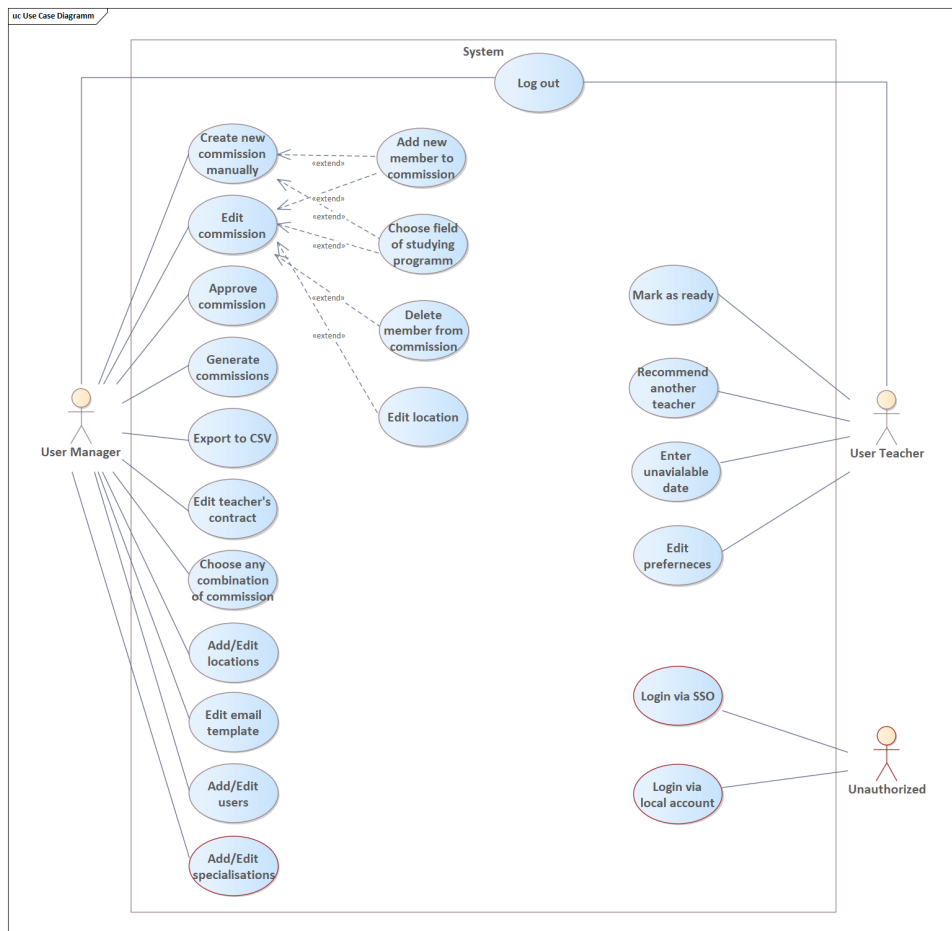 uc Use Case Diagramm
System
Log out
Create new
commission
manually
Add new
member to
commission
«extend»
«extend»
«extend»
«extend»
Edit
commission
Choose field
of studying
programm
Approve
commission
«extend»
Delete
member from
commission
«extend»
Mark as ready
Generate
commissions
Recommend
another
teacher
Edit location
User Manager
Export to CSV
User Teacher
Enter
unavialable
date
Edit teacher's
contract
Edit
preferneces
Choose any
combination
of commission
Add/Edit
locations
Login via SSO
Edit email
template
Add/Edit
users
Login via
local account
Unauthorized
Add/Edit
specialisations